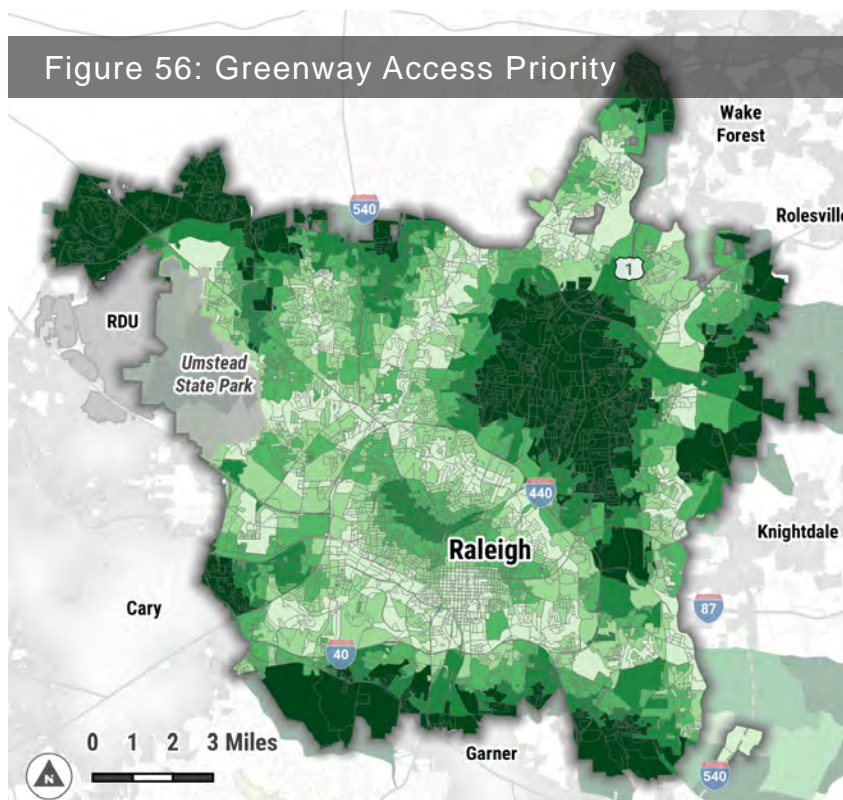 Figure 56: Greenway Access Priority
Wake
Forest
540
Rolesville
1
RDU
Umstead
State Park
440
Raleigh
Knightdale
Cary
87
40
0 1 2 3 Miles
Garner
N
540